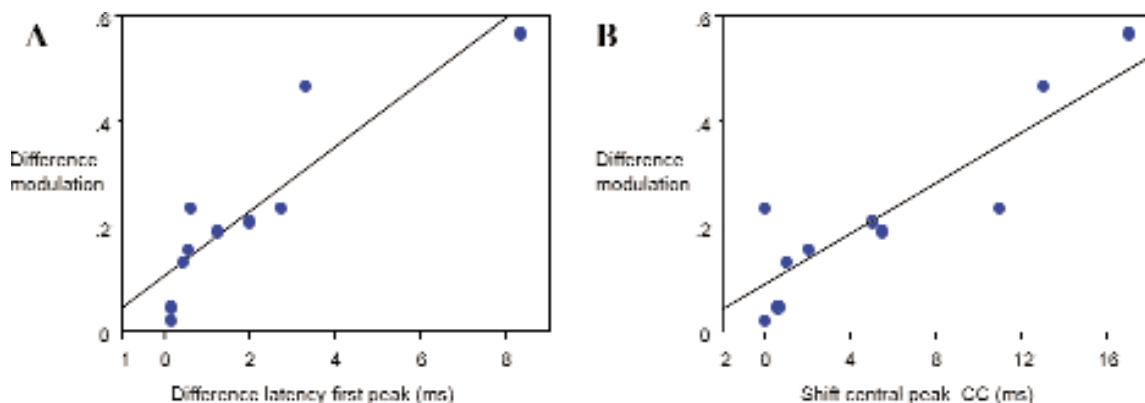 A
.6
.4
Difference
modulation
.2
0
1 0 2 4 6 8
Difference latency first peak (ms)
B
.6
.4
Difference
modulation
.2
0
2 0 4 8 12 16
Shift central peak CC (ms)